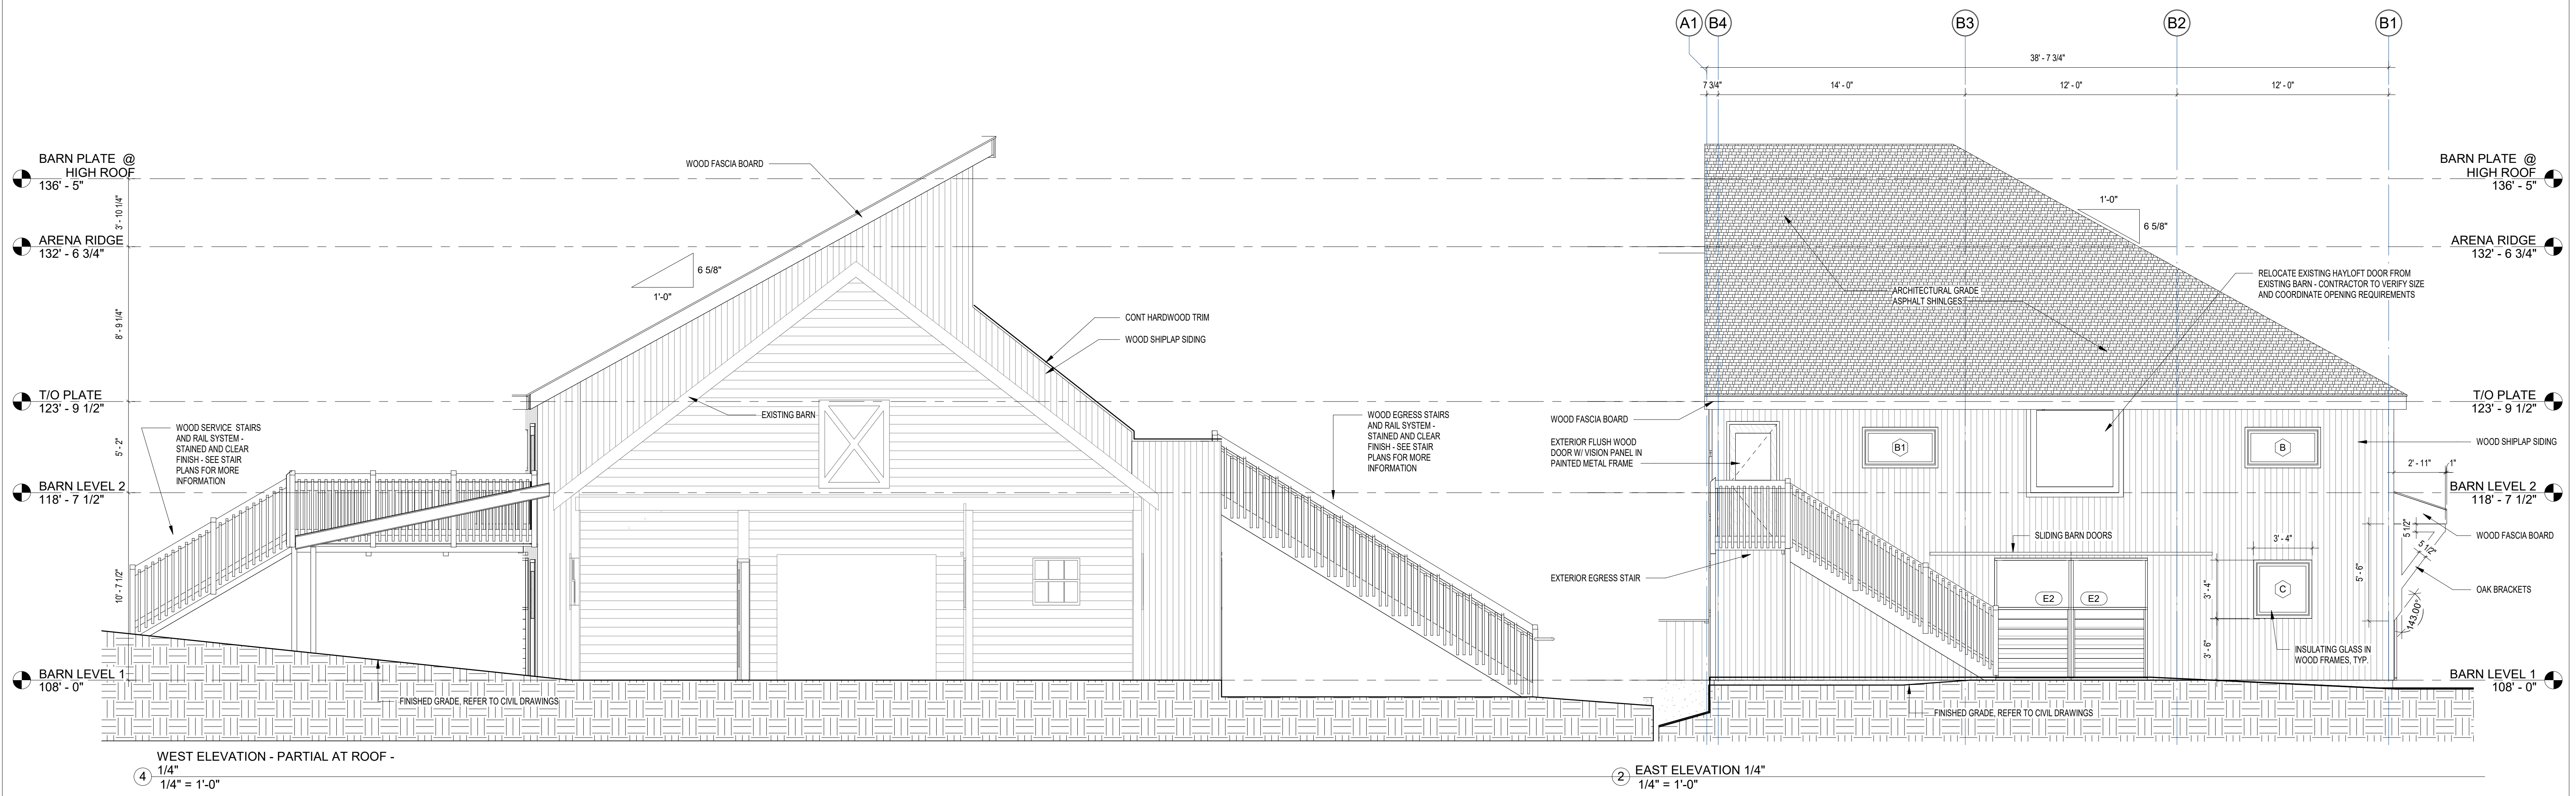 A1
B4
B3
B2
B1
38' - 7 3/4"
7 3/4"
14' - 0"
12' - 0"
12' - 0"
BARN PLATE @
HIGH ROOF
136' - 5"
3' - 10 1/4"
ARENA RIDGE
132' - 6 3/4"
8' - 9 1/4"
T/O PLATE
123' - 9 1/2"
5' - 2"
BARN LEVEL 2
118' - 7 1/2"
10' - 7 1/2"
BARN LEVEL 1
108' - 0"
WOOD SERVICE STAIRS
AND RAIL SYSTEM -
STAINED AND CLEAR
FINISH - SEE STAIR
PLANS FOR MORE
INFORMATION
WOOD FASCIA BOARD
6 5/8"
1'-0"
CONT HARDWOOD TRIM
WOOD SHIPLAP SIDING
EXISTING BARN
WOOD EGRESS STAIRS
AND RAIL SYSTEM -
STAINED AND CLEAR
FINISH - SEE STAIR
PLANS FOR MORE
INFORMATION
FINISHED GRADE, REFER TO CIVIL DRAWINGS
4
WEST ELEVATION - PARTIAL AT ROOF -
1/4"
1/4" = 1'-0"
WOOD FASCIA BOARD
EXTERIOR FLUSH WOOD
DOOR W/ VISION PANEL IN
PAINTED METAL FRAME
EXTERIOR EGRESS STAIR
1'-0"
6 5/8"
ARCHITECTURAL GRADE
ASPHALT SHINLGES
RELOCATE EXISTING HAYLOFT DOOR FROM
EXISTING BARN - CONTRACTOR TO VERIFY SIZE
AND COORDINATE OPENING REQUIREMENTS
B1
B
SLIDING BARN DOORS
E2
E2
C
3' - 4"
3' - 4"
3' - 6"
5' - 6"
INSULATING GLASS IN
WOOD FRAMES, TYP.
2' - 11"
1"
5 1/2"
5 1/2"
143.00°
WOOD SHIPLAP SIDING
WOOD FASCIA BOARD
OAK BRACKETS
FINISHED GRADE, REFER TO CIVIL DRAWINGS
BARN PLATE @
HIGH ROOF
136' - 5"
ARENA RIDGE
132' - 6 3/4"
T/O PLATE
123' - 9 1/2"
BARN LEVEL 2
118' - 7 1/2"
BARN LEVEL 1
108' - 0"
2
EAST ELEVATION 1/4"
1/4" = 1'-0"